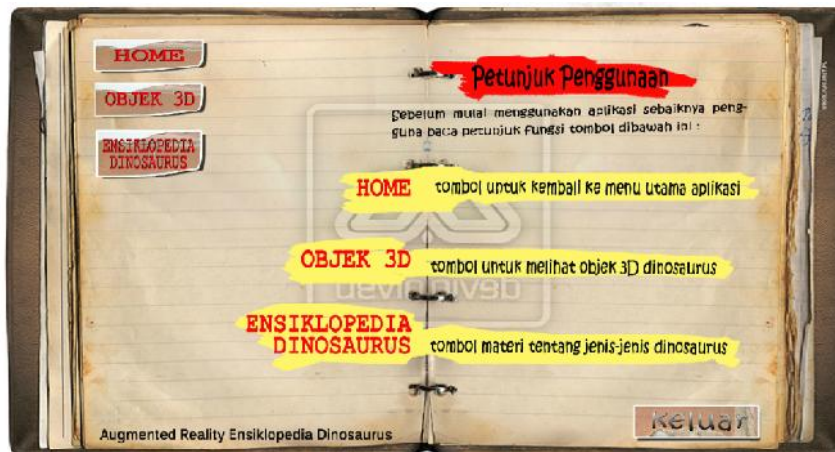 HOME
OBJEK 3D
ENSIKLOPEDIA
DINOSAURUS
Petunjuk Penggunaan
Sebelum mulai menggunakan aplikasi sebaiknya peng-
guna baca petunjuk fungsi tombol dibawah ini :
HOME tombol untuk kembali ke menu utama aplikasi
OBJEK 3D tombol untuk melihat objek 3D dinosaurus
ENSIKLOPEDIA
DINOSAURUS tombol materi tentang jenis-jenis dinosaurus
Augmented Reality Ensiklopedia Dinosaurus
Keluar